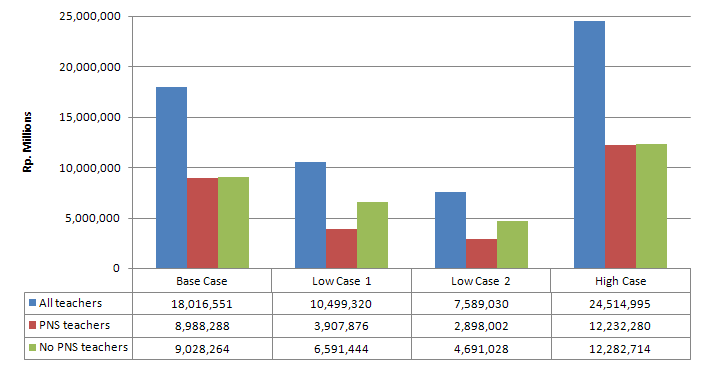 25,000,000
20,000,000
15,000,000
10,000,000
5,000,000
0
Rp. Millions
Base Case Low Case 1 Low Case 2 High Case
All teachers 18,016,551 10,499,320 7,589,030 24,514,995
PNS teachers 8,988,288 3,907,876 2,898,002 12,232,280
No PNS teachers 9,028,264 6,591,444 4,691,028 12,282,714